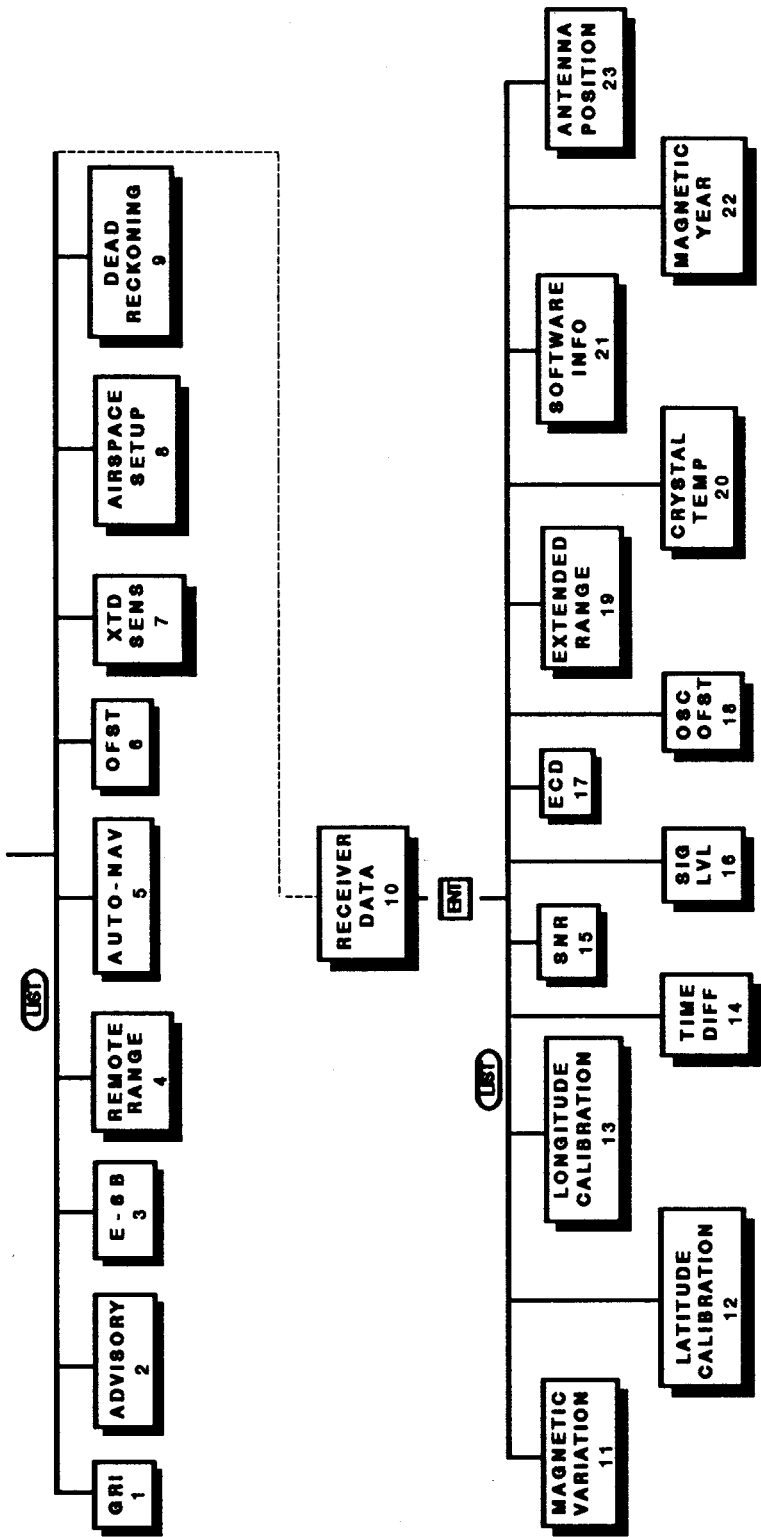 LIST
GRI
1
ADVISORY
2
E-6B
3
REMOTE
RANGE
4
AUTO-NAV
5
OFST
6
XTD
SENS
7
AIRSPACE
SETUP
8
DEAD
RECKONING
9
RECEIVER
DATA
10
ENT
LIST
MAGNETIC
VARIATION
11
LATITUDE
CALIBRATION
12
LONGITUDE
CALIBRATION
13
TIME
DIFF
14
SNR
15
SIG
LVL
16
ECD
17
OSC
OFST
18
EXTENDED
RANGE
19
CRYSTAL
TEMP
20
SOFTWARE
INFO
21
MAGNETIC
YEAR
22
ANTENNA
POSITION
23